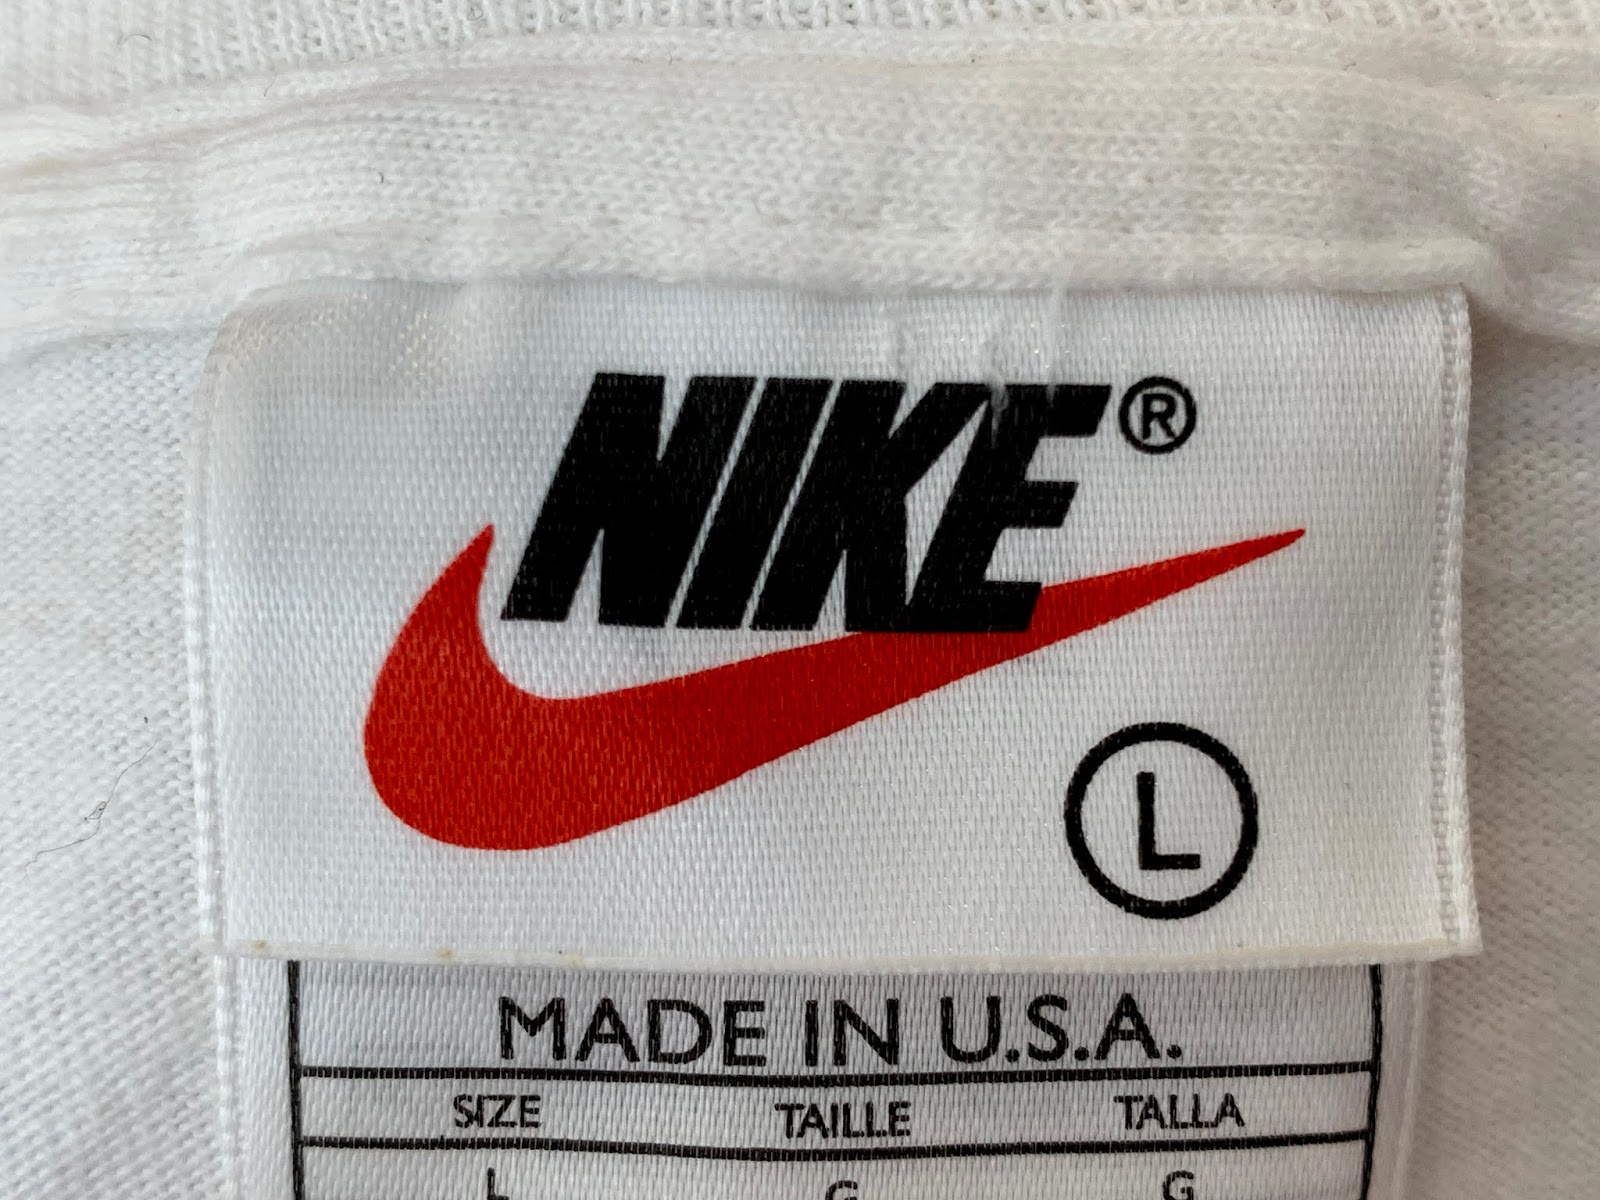 NIKE®
L
MADE IN U.S.A.
SIZE TAILLE TALLA
L G G